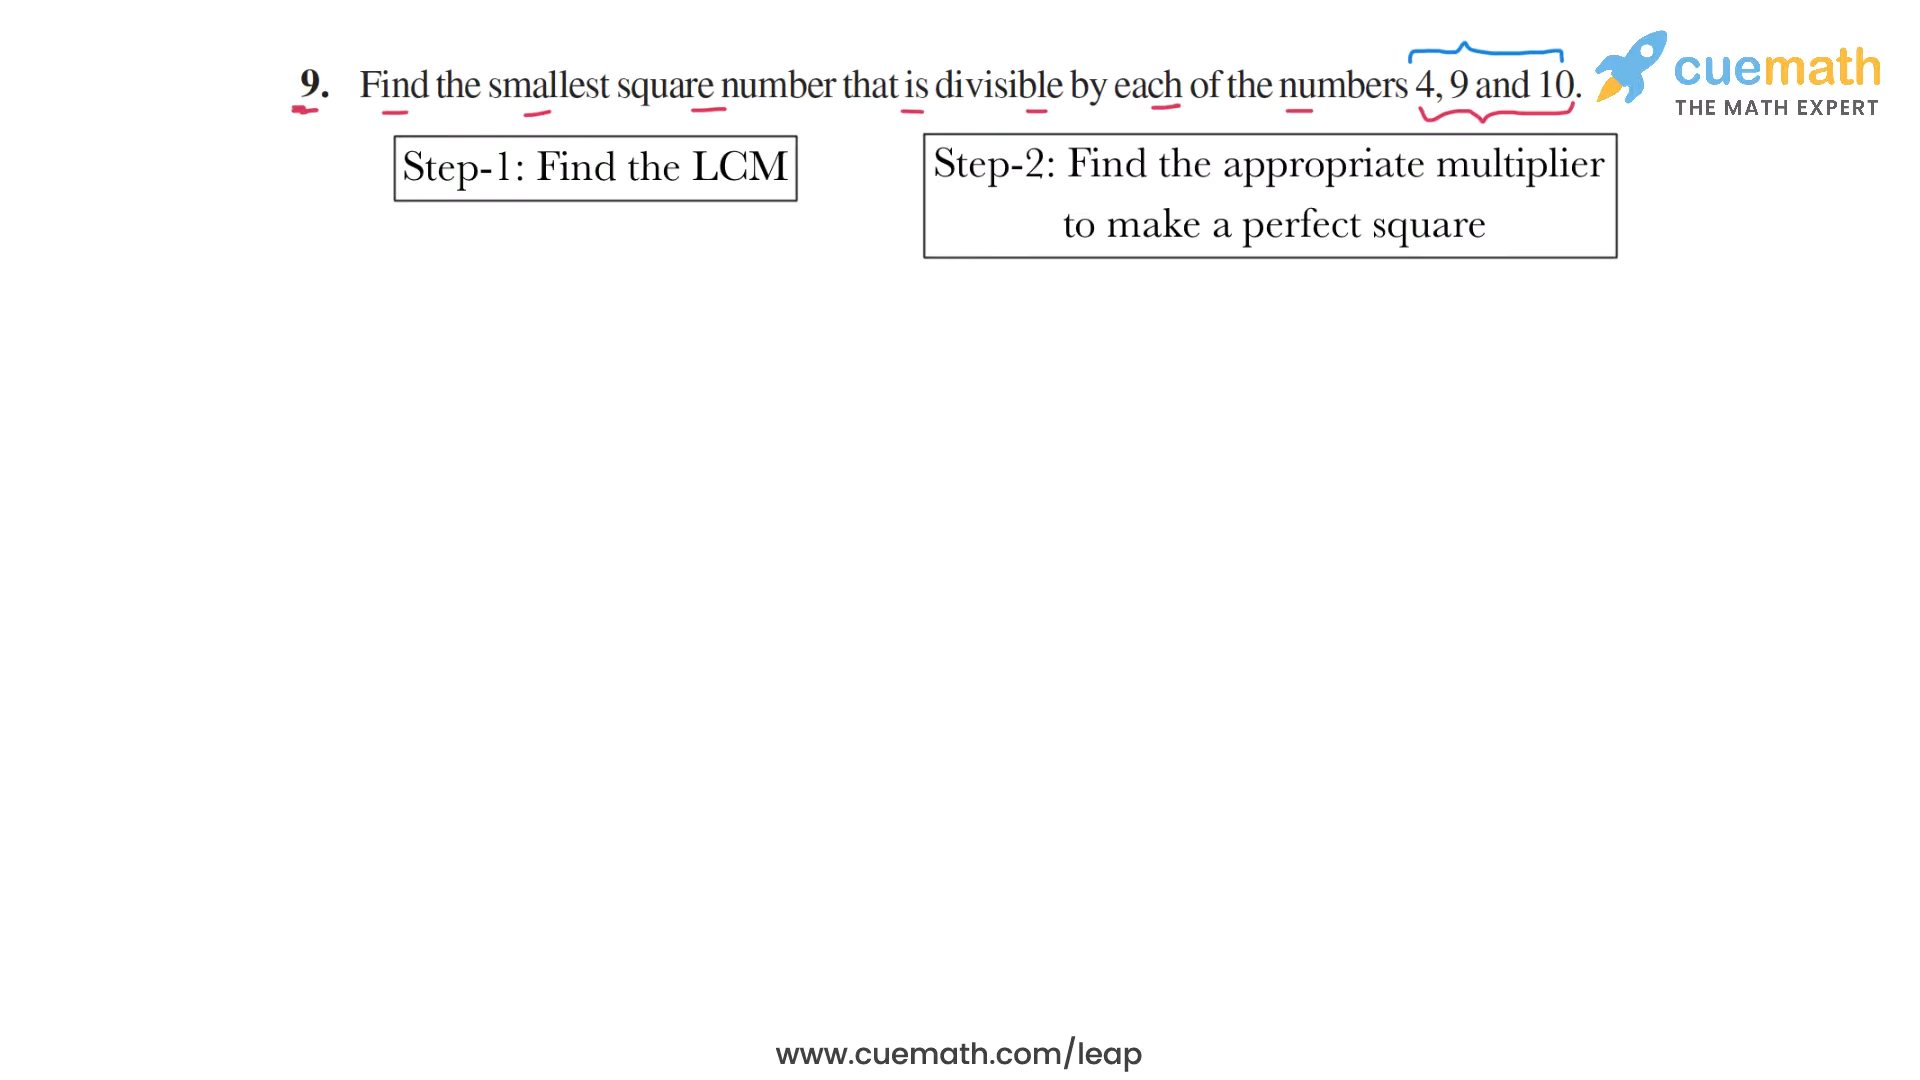 9. Find the smallest square number that is divisible by each of the numbers 4, 9 and 10.
cuemath
THE MATH EXPERT
Step-1: Find the LCM
Step-2: Find the appropriate multiplier
to make a perfect square
www.cuemath.com/leap